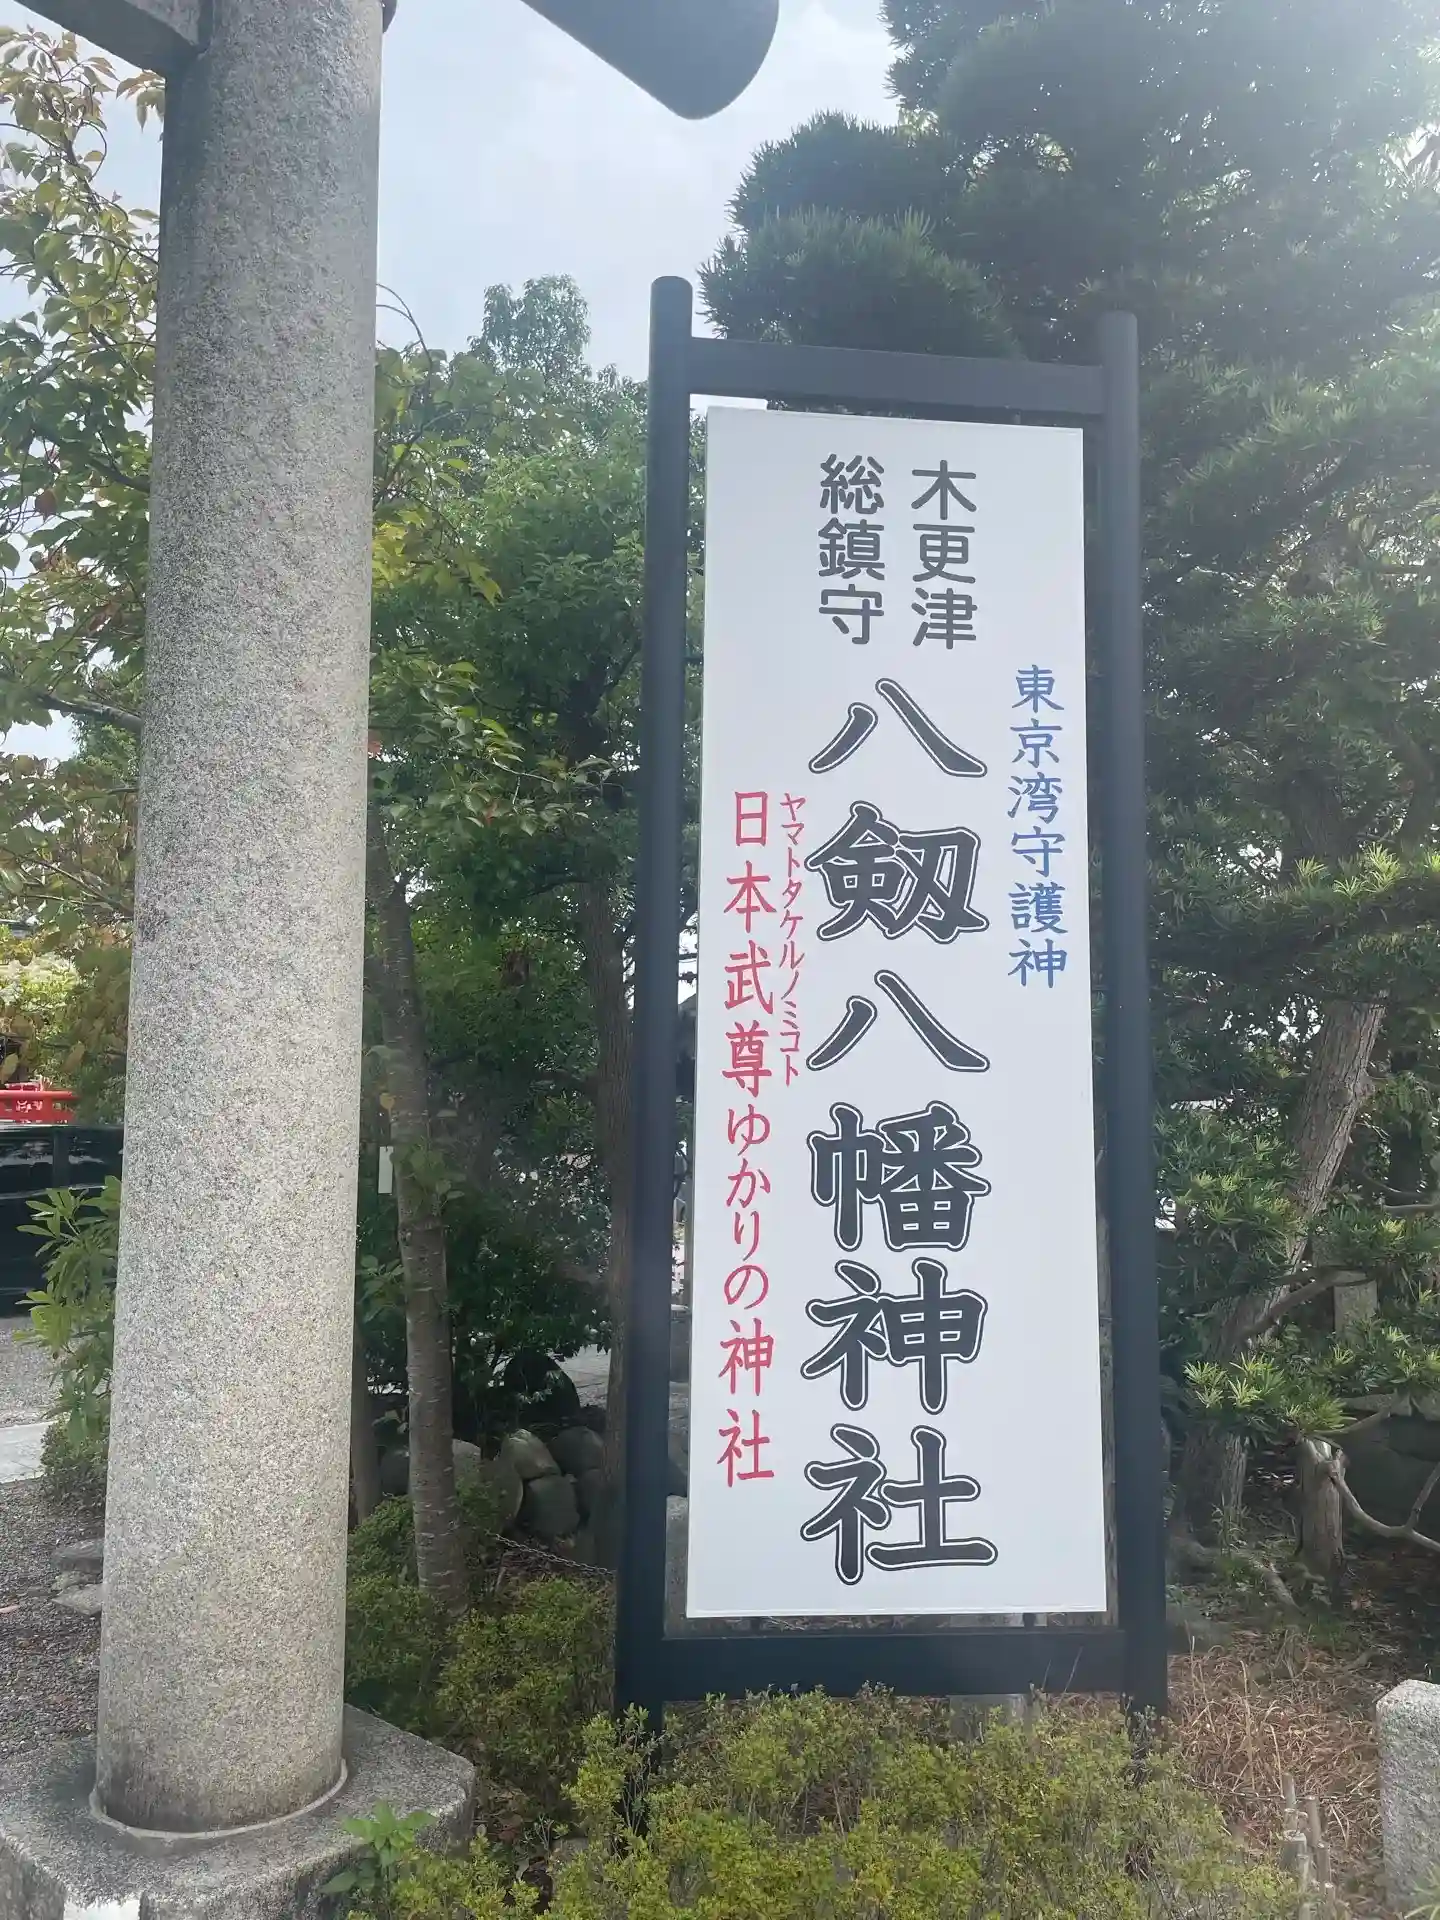 東京湾守護神
木更津
総鎮守
八剱八幡神社
ヤマトタケルノミコト
日本武尊ゆかりの神社